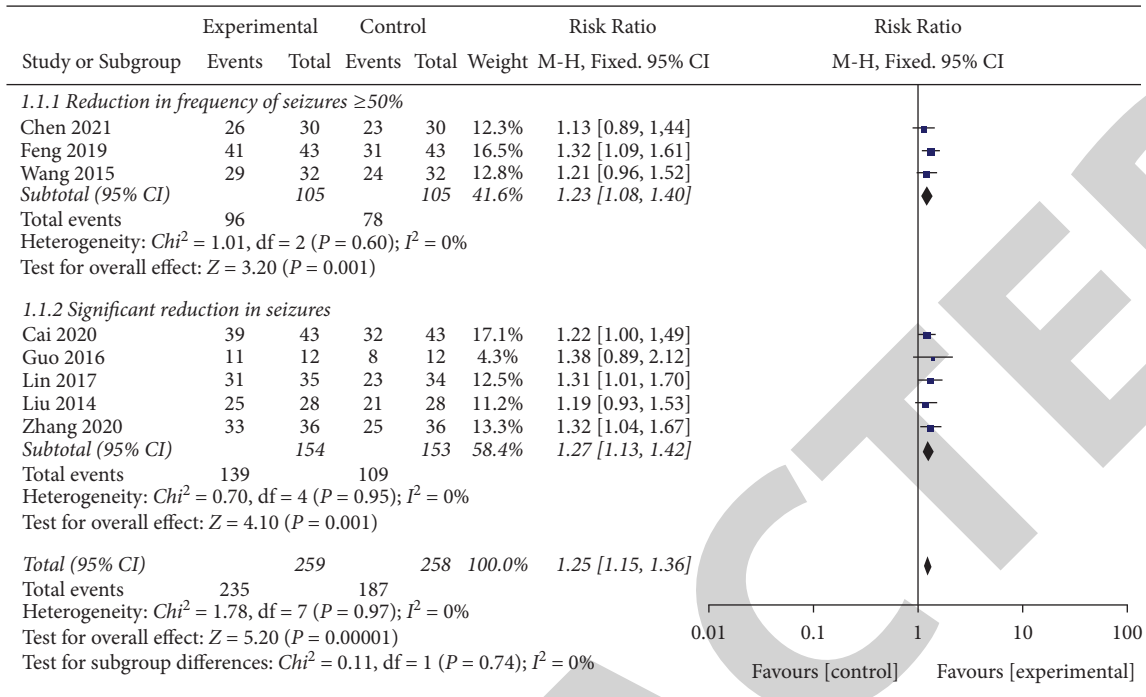 Experimental Control Risk Ratio Risk Ratio
Study or Subgroup Events Total Events Total Weight M-H, Fixed. 95% CI M-H, Fixed. 95% CI
1.1.1 Reduction in frequency of seizures ≥50%
Chen 2021 26 30 23 30 12.3% 1.13 [0.89, 1,44]
Feng 2019 41 43 31 43 16.5% 1.32 [1.09, 1.61]
Wang 2015 29 32 24 32 12.8% 1.21 [0.96, 1.52]
Subtotal (95% CI) 105 105 41.6% 1.23 [1.08, 1.40]
Total events 96 78
Heterogeneity: Chi² = 1.01, df = 2 (P = 0.60); I² = 0%
Test for overall effect: Z = 3.20 (P = 0.001)
1.1.2 Significant reduction in seizures
Cai 2020 39 43 32 43 17.1% 1.22 [1.00, 1,49]
Guo 2016 11 12 8 12 4.3% 1.38 [0.89, 2.12]
Lin 2017 31 35 23 34 12.5% 1.31 [1.01, 1.70]
Liu 2014 25 28 21 28 11.2% 1.19 [0.93, 1.53]
Zhang 2020 33 36 25 36 13.3% 1.32 [1.04, 1.67]
Subtotal (95% CI) 154 153 58.4% 1.27 [1.13, 1.42]
Total events 139 109
Heterogeneity: Chi² = 0.70, df = 4 (P = 0.95); I² = 0%
Test for overall effect: Z = 4.10 (P = 0.001)
Total (95% CI) 259 258 100.0% 1.25 [1.15, 1.36]
Total events 235 187
Heterogeneity: Chi² = 1.78, df = 7 (P = 0.97); I² = 0%
Test for overall effect: Z = 5.20 (P = 0.00001)
Test for subgroup differences: Chi² = 0.11, df = 1 (P = 0.74); I² = 0%
0.01 0.1 1 10 100
Favours [control] Favours [experimental]